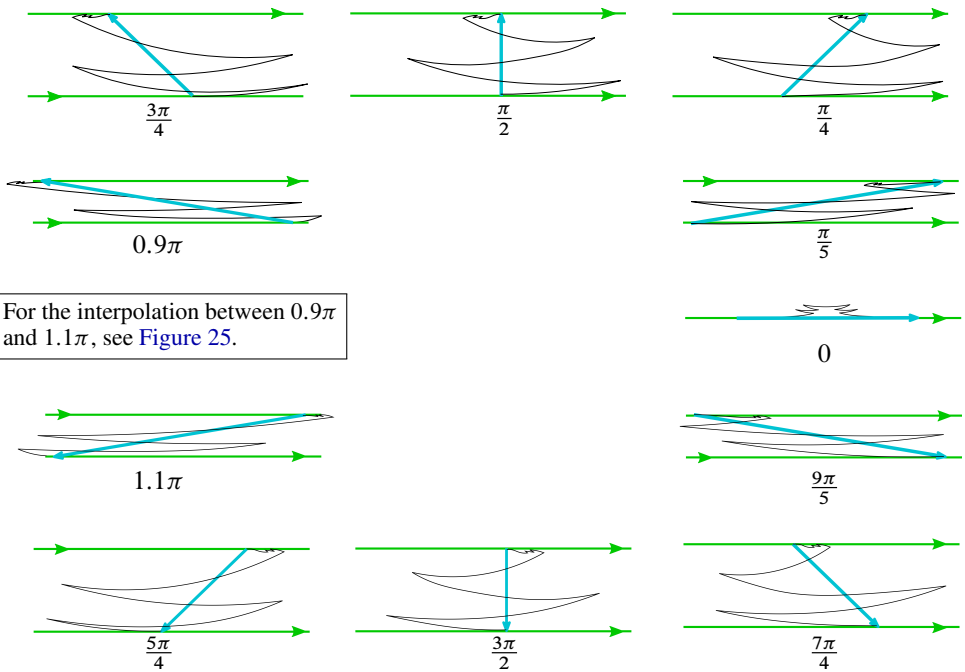 3π/4
π/2
π/4
0.9π
π/5
For the interpolation between 0.9π
and 1.1π, see Figure 25.
0
1.1π
9π/5
5π/4
3π/2
7π/4